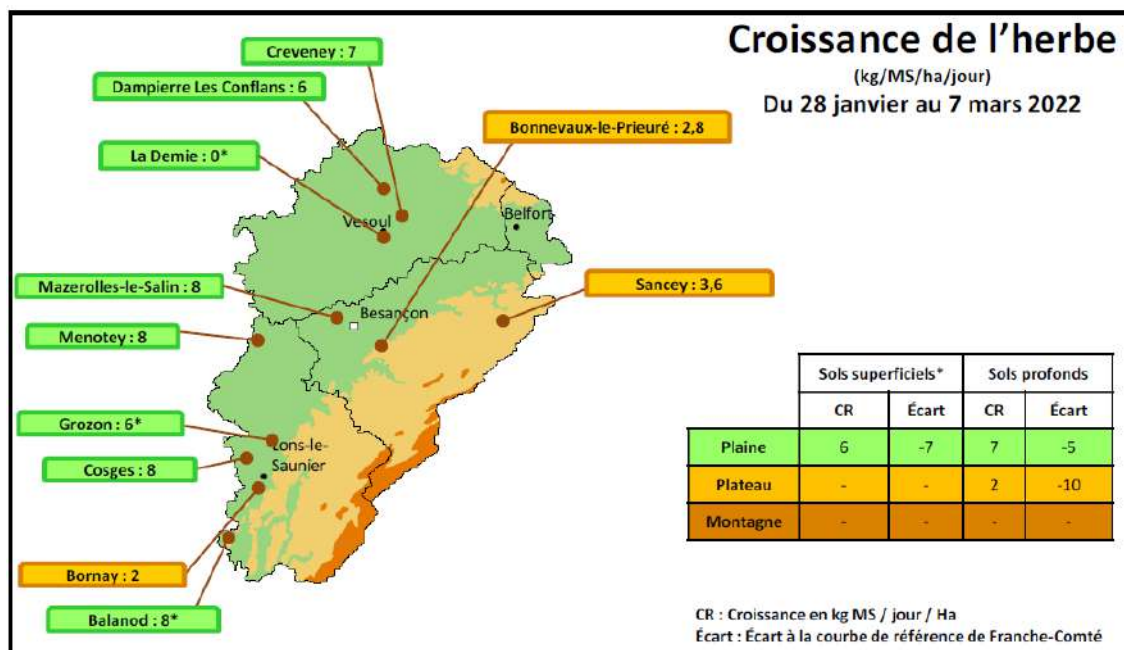 Croissance de l'herbe
(kg/MS/ha/jour)
Du 28 janvier au 7 mars 2022
Creveney : 7
Dampierre Les Conflans : 6
La Demie : 0*
Bonnevaux-le-Prieuré : 2,8
Vesoul
Belfort
Mazerolles-le-Salin : 8
Sancey : 3,6
Besançon
Menotey : 8
Grozon : 6*
Cosges : 8
Lons-le-
Saunier
Bornay : 2
Balanod : 8*
Sols superficiels* Sols profonds
CR Écart CR Écart
Plaine 6 -7 7 -5
Plateau - - 2 -10
Montagne - - - -
CR : Croissance en kg MS / jour / Ha
Écart : Écart à la courbe de référence de Franche-Comté